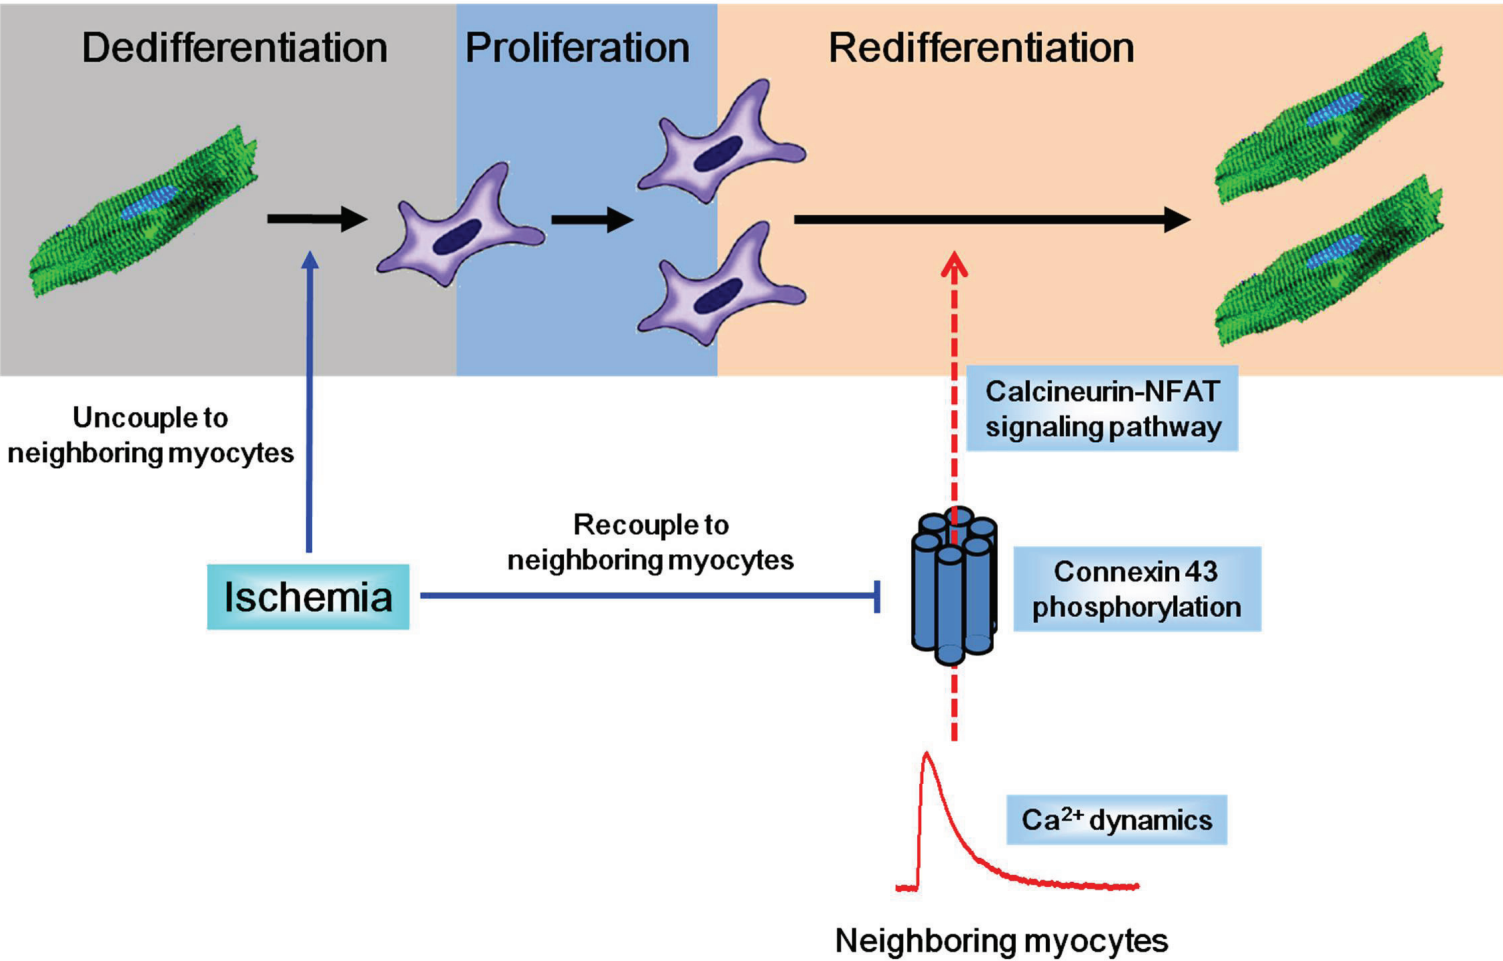 Dedifferentiation
Proliferation
Redifferentiation
Uncouple to
neighboring myocytes
Calcineurin-NFAT
signaling pathway
Recouple to
neighboring myocytes
Ischemia
Connexin 43
phosphorylation
Ca²⁺ dynamics
Neighboring myocytes